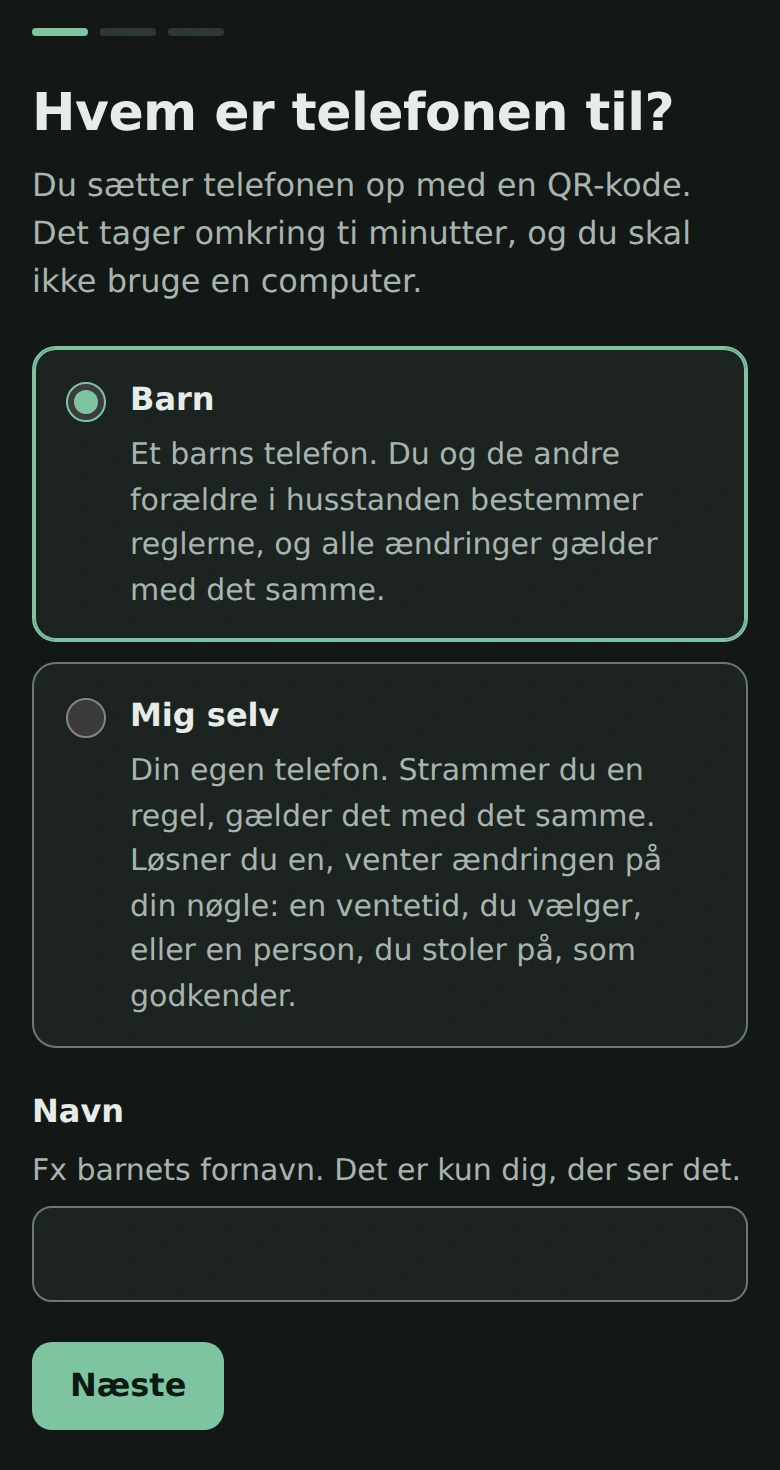 Hvem er telefonen til?
Du sætter telefonen op med en QR-kode.
Det tager omkring ti minutter, og du skal
ikke bruge en computer.
Barn
Et barns telefon. Du og de andre
forældre i husstanden bestemmer
reglerne, og alle ændringer gælder
med det samme.
Mig selv
Din egen telefon. Strammer du en
regel, gælder det med det samme.
Løsner du en, venter ændringen på
din nøgle: en ventetid, du vælger,
eller en person, du stoler på, som
godkender.
Navn
Fx barnets fornavn. Det er kun dig, der ser det.
Næste